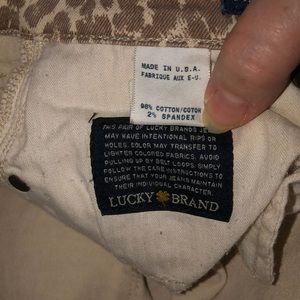 MADE IN U.S.A.
FABRIQUE AUX E-U.
98% COTTON/COTON
2% SPANDEX
THIS PAIR OF LUCKY BRANDS JE
MAY HAVE INTENTIONAL RIPS OR
HOLES. COLOR MAY TRANSFER TO
LIGHTER COLORED FABRICS. AVOID
PULLING UP BY BELT LOOPS. SIMPLY
FOLLOW THE CARE INSTRUCTIONS TO
ENSURE THAT YOUR JEANS MAINTAIN
THEIR INDIVIDUAL CHARACTER.
LUCKY BRAND